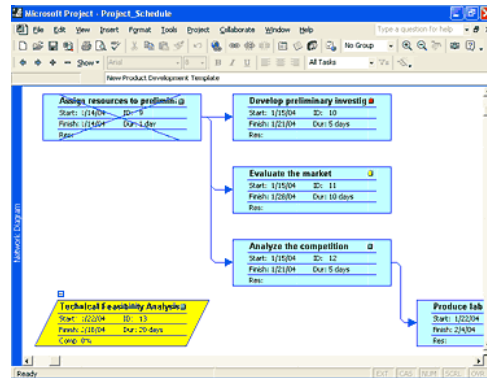 Microsoft Project - Project_Schedule
File Edit View Insert Format Tools Project Collaborate Window Help Type a question for help
No Group
Show Arial 8 B I U All Tasks
New Product Development Template
Network Diagram
Assign resources to prelimin
Start: 1/14/04 ID: 9
Finish: 1/14/04 Dur: 1 day
Res:
Develop preliminary investig
Start: 1/15/04 ID: 10
Finish: 1/21/04 Dur: 5 days
Res:
Evaluate the market
Start: 1/15/04 ID: 11
Finish: 1/28/04 Dur: 10 days
Res:
Analyze the competition
Start: 1/15/04 ID: 12
Finish: 1/21/04 Dur: 5 days
Res:
Technical Feasibility Analysis
Start: 1/22/04 ID: 13
Finish: 2/18/04 Dur: 20 days
Comp: 0%
Produce lab
Start: 1/22/04
Finish: 2/4/04
Res:
Ready EXT CAPS NUM SCRL OVR